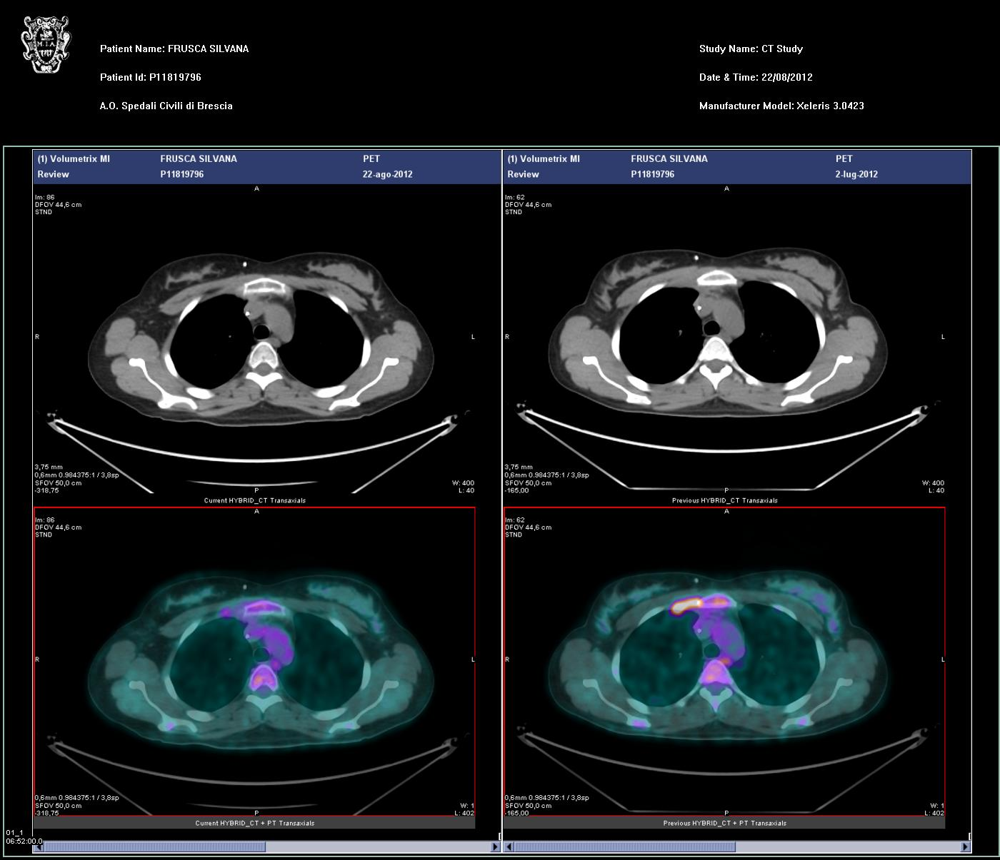 M.I.A.
Patient Name: FRUSCA SILVANA
Patient Id: P11819796
A.O. Spedali Civili di Brescia
Study Name: CT Study
Date & Time: 22/08/2012
Manufacturer Model: Xeleris 3.0423
(1) Volumetrix MI FRUSCA SILVANA PET
Review P11819796 22-ago-2012
A
Im: 86
DFOV 44,6 cm
STND
R L
3,75 mm
0,6mm 0.984375:1 / 3,8sp
SFOV 50,0 cm W: 400
-318,75 P L: 40
Current HYBRID_CT Transaxials
A
Im: 86
DFOV 44,6 cm
STND
R L
0,6mm 0.984375:1 / 3,8sp
SFOV 50,0 cm W: 1
-318,75 P L: 402
Current HYBRID_CT + PT Transaxials
(1) Volumetrix MI FRUSCA SILVANA PET
Review P11819796 2-lug-2012
A
Im: 62
DFOV 44,6 cm
STND
R L
3,75 mm
0,6mm 0.984375:1 / 3,8sp
SFOV 50,0 cm W: 400
-165,00 P L: 40
Previous HYBRID_CT Transaxials
A
Im: 62
DFOV 44,6 cm
STND
R L
0,6mm 0.984375:1 / 3,8sp
SFOV 50,0 cm W: 1
-165,00 P L: 402
Previous HYBRID_CT + PT Transaxials
01_1
06:52:00.0